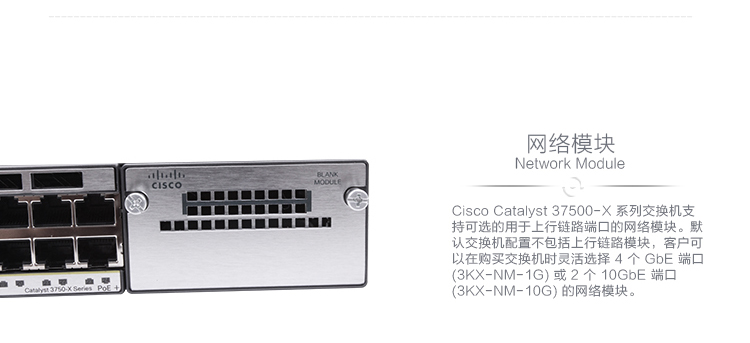 网络模块
Network Module
CISCO
BLANK
MODULE
Cisco Catalyst 37500-X 系列交换机支
持可选的用于上行链路端口的网络模块。默
认交换机配置不包括上行链路模块，客户可
以在购买交换机时灵活选择 4 个 GbE 端口
(3KX-NM-1G) 或 2 个 10GbE 端口
(3KX-NM-10G) 的网络模块。
Catalyst 3750-X Series PoE +